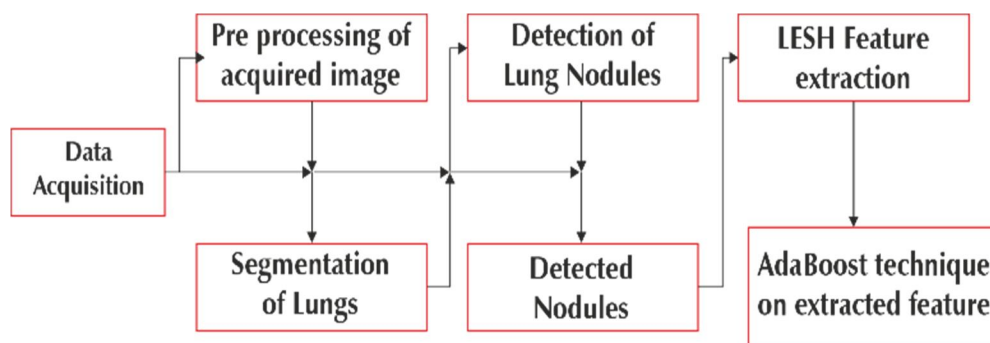 Data
Acquisition
Pre processing of
acquired image
Segmentation
of Lungs
Detection of
Lung Nodules
Detected
Nodules
LESH Feature
extraction
AdaBoost technique
on extracted feature